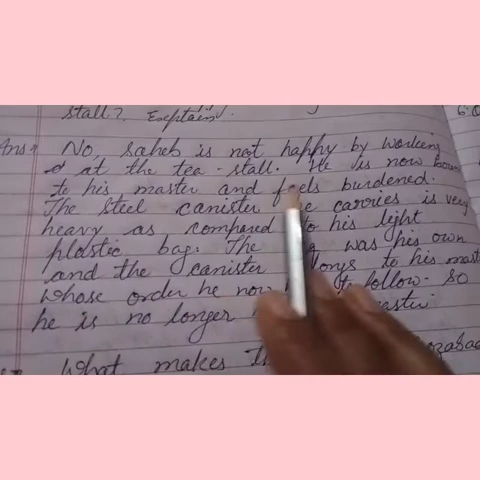 stall? Explain.
Ans→ No, saheb is not happy by working
at the tea-stall. He is now
to his master and feels burdened.
The steel canister he carries is very
heavy as compared to his light
plastic bag. The was his own
and the canister to his
whose order he now to follow. So
he is no longer
What makes